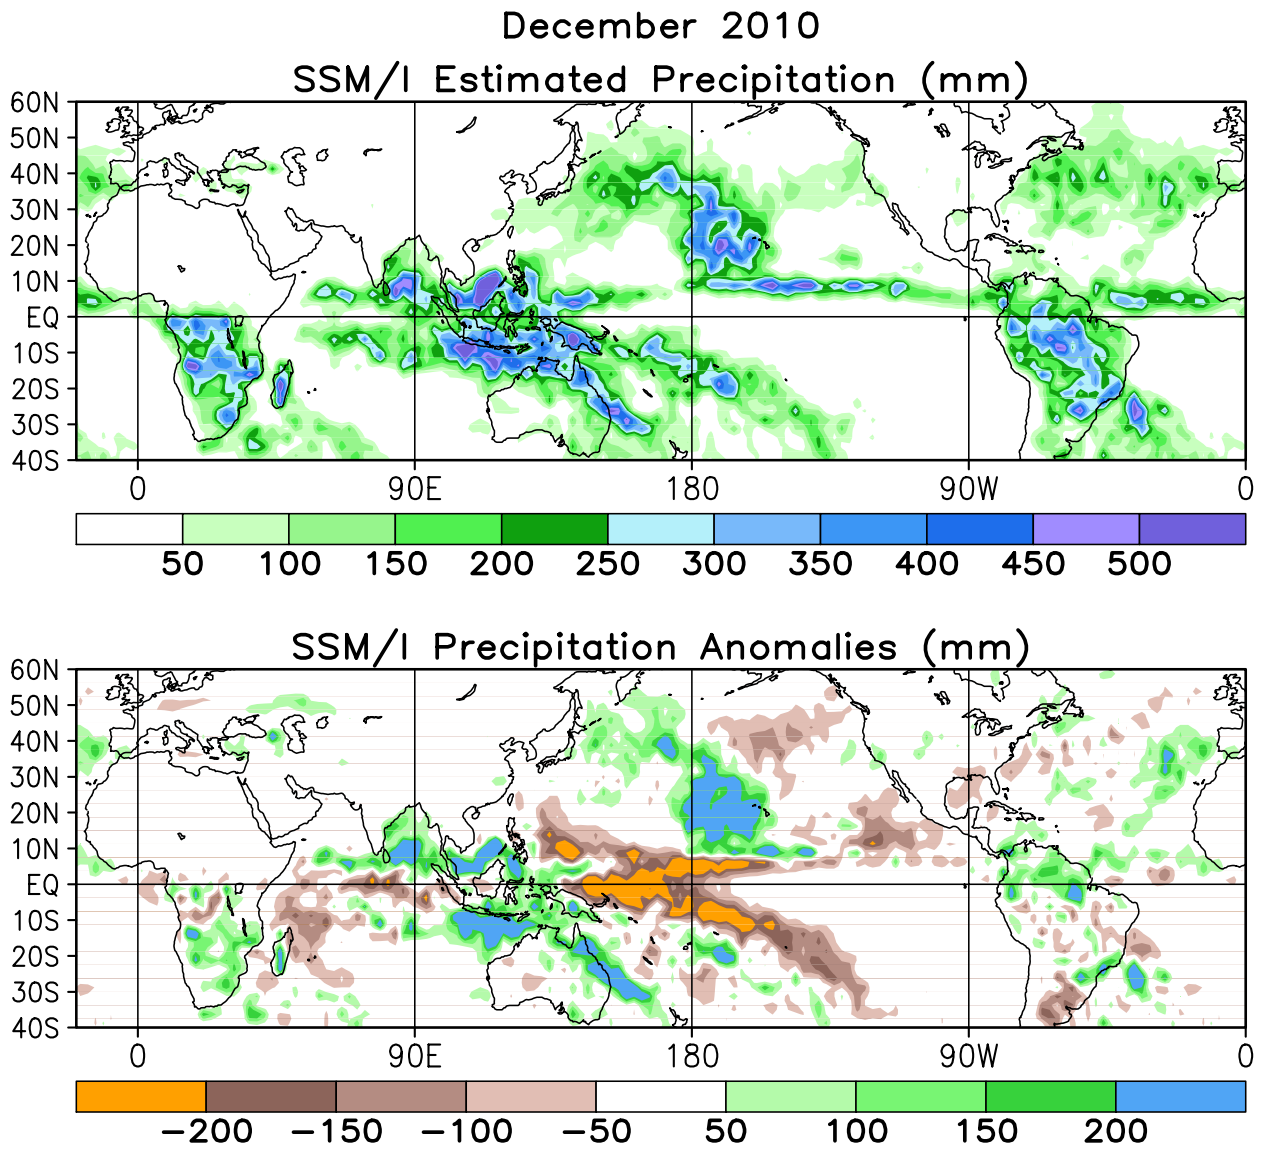 December 2010
SSM/I Estimated Precipitation (mm)
60N
50N
40N
30N
20N
10N
EQ
10S
20S
30S
40S
0 90E 180 90W 0
50 100 150 200 250 300 350 400 450 500
SSM/I Precipitation Anomalies (mm)
60N
50N
40N
30N
20N
10N
EQ
10S
20S
30S
40S
0 90E 180 90W 0
-200 -150 -100 -50 50 100 150 200